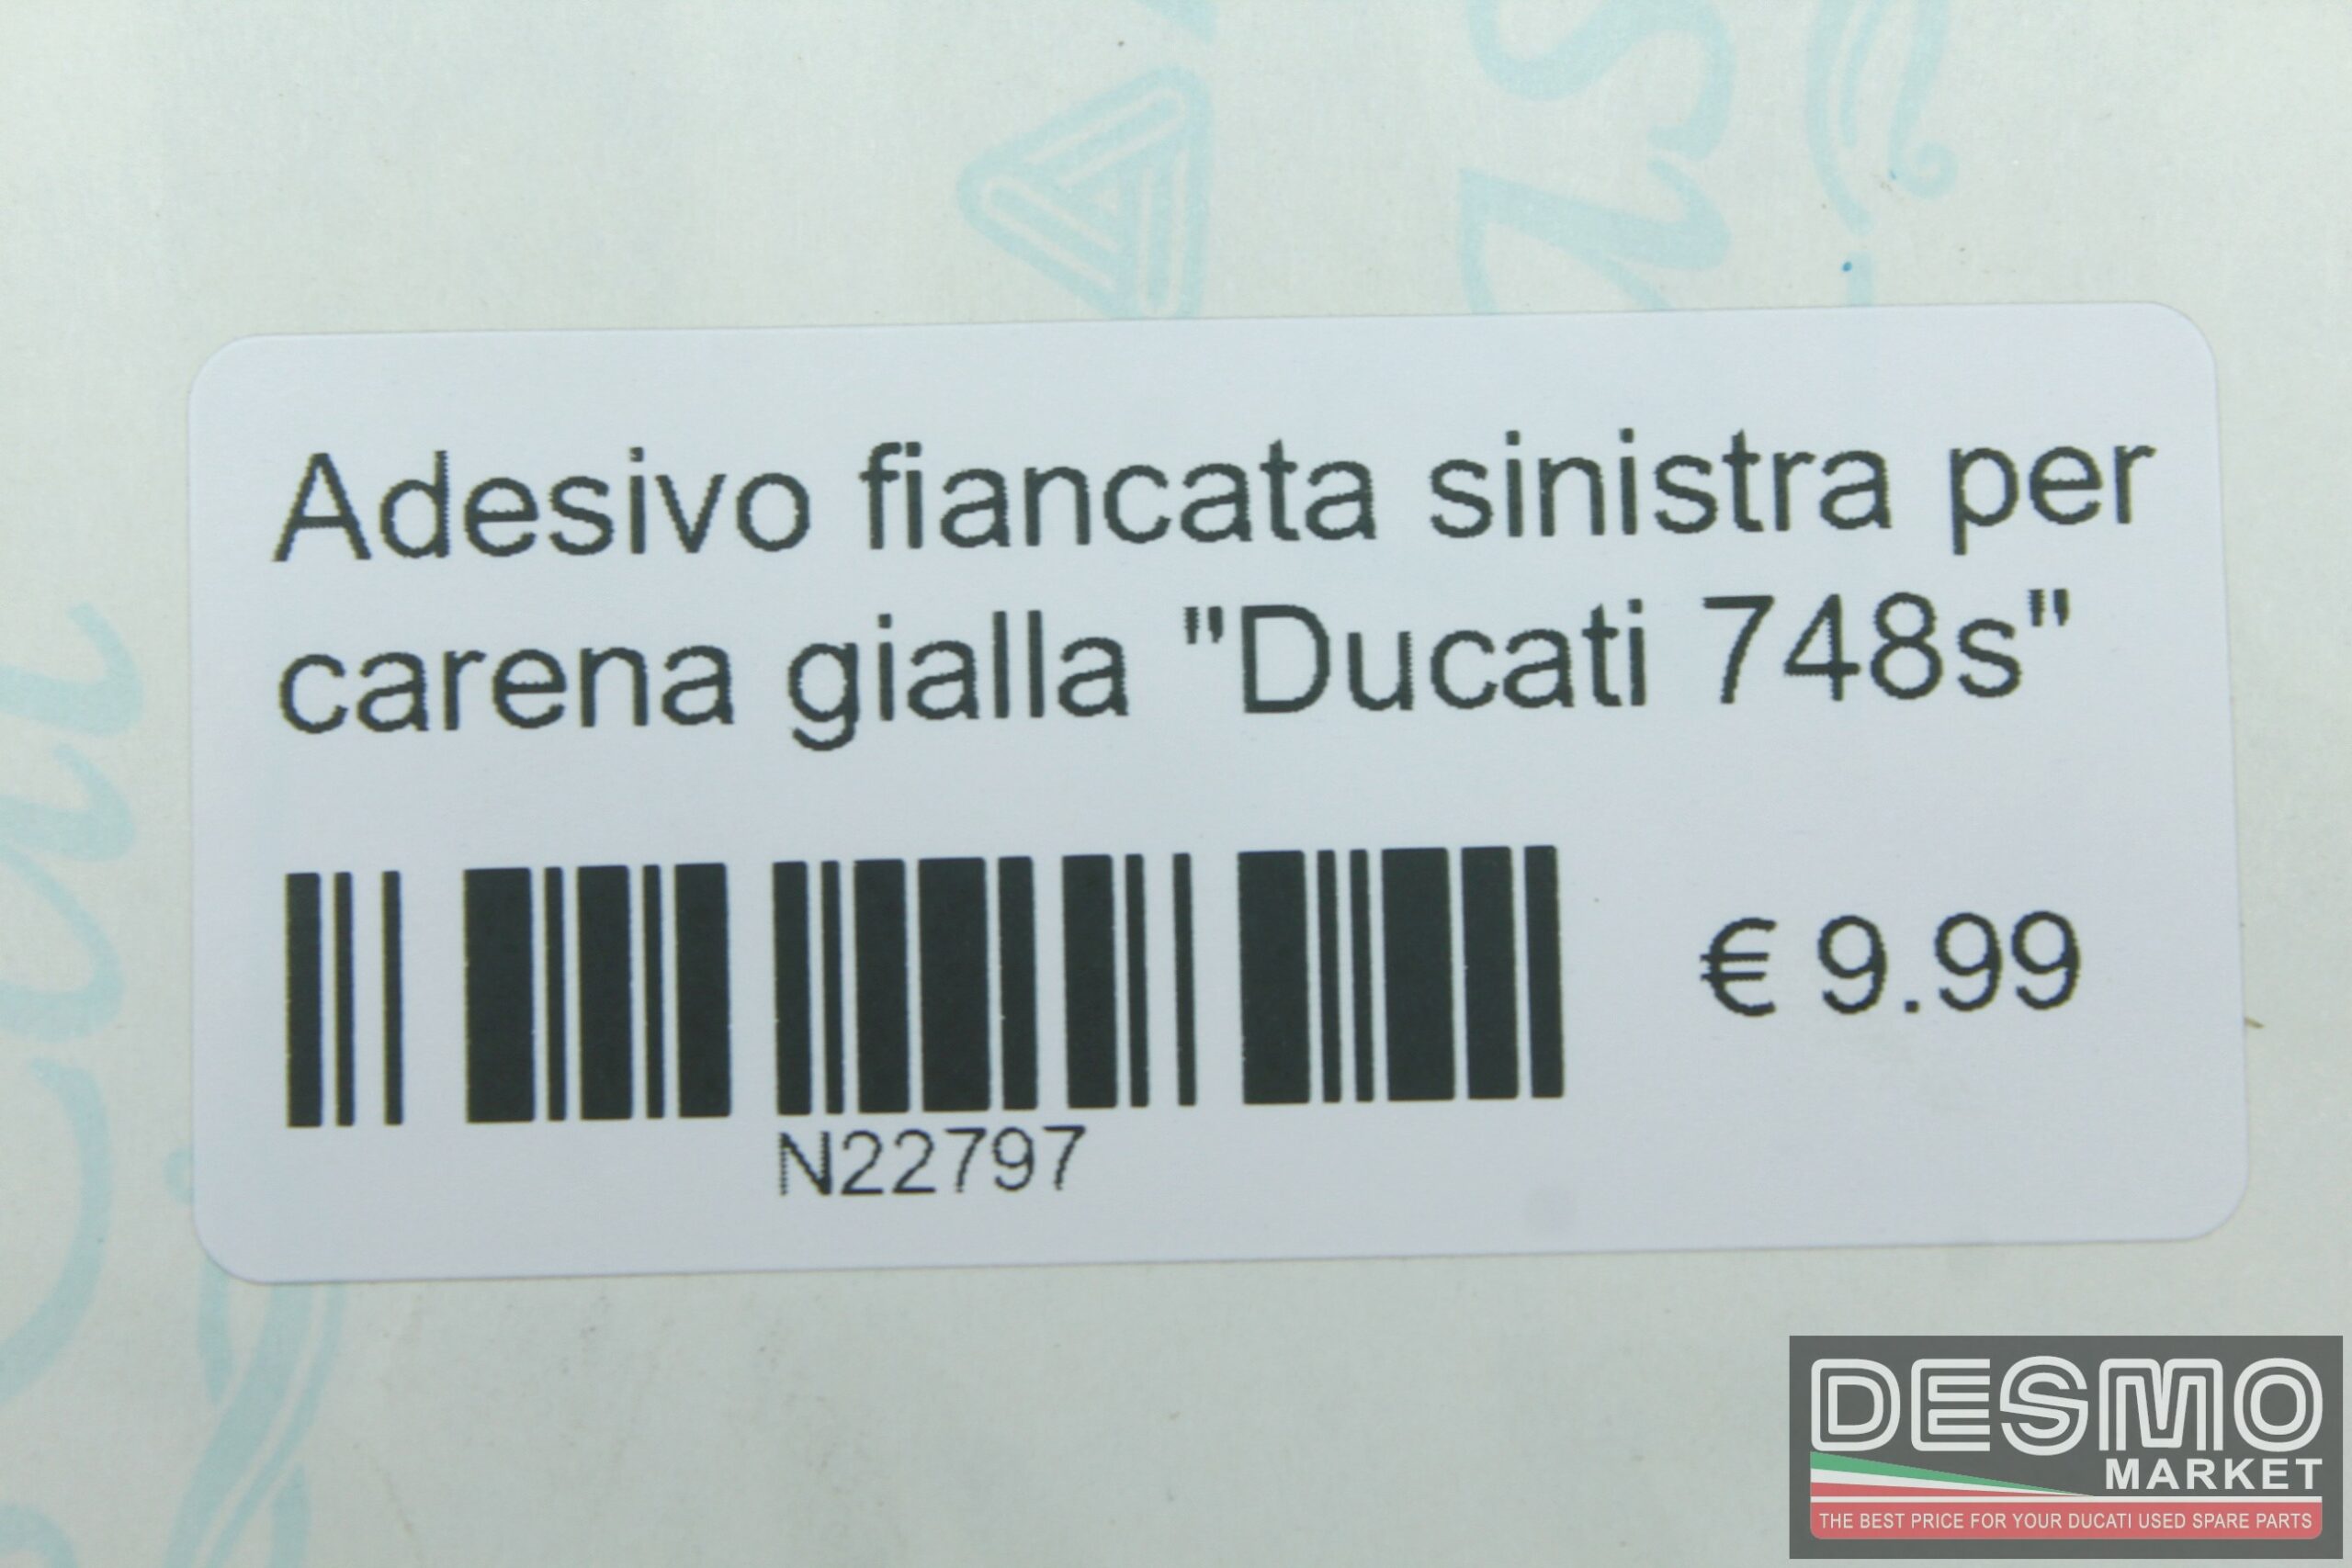 Adesivo fiancata sinistra per
carena gialla "Ducati 748s"
€ 9.99
N22797
DESMO
MARKET
THE BEST PRICE FOR YOUR DUCATI USED SPARE PARTS